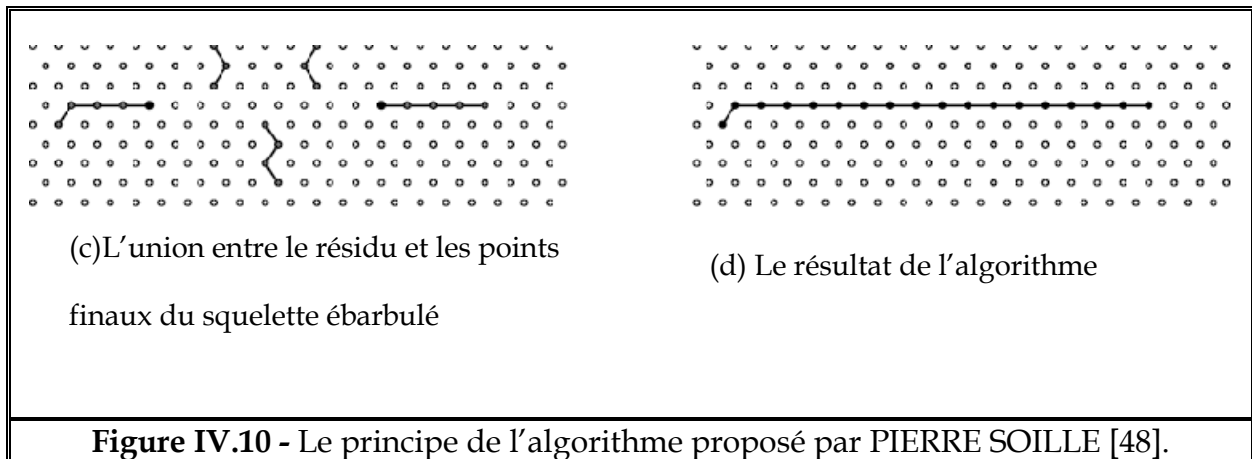 (c)L'union entre le résidu et les points
finaux du squelette ébarbulé
(d) Le résultat de l'algorithme
Figure IV.10 - Le principe de l'algorithme proposé par PIERRE SOILLE [48].